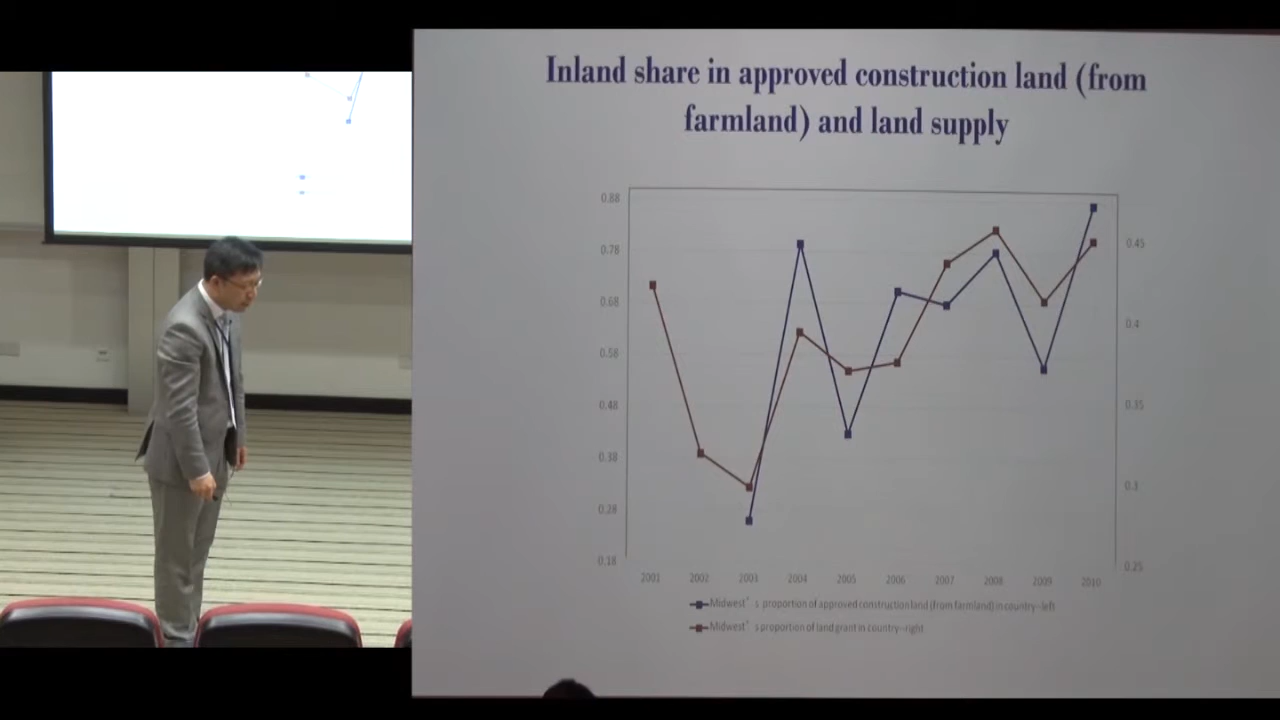 Inland share in approved construction land (from
farmland) and land supply
0.88
0.78
0.68
0.58
0.48
0.38
0.28
0.18
0.45
0.4
0.35
0.3
0.25
2001 2002 2003 2004 2005 2006 2007 2008 2009 2010
Midwest's proportion of approved construction land (from farmland) in country--left
Midwest's proportion of land grant in country--right